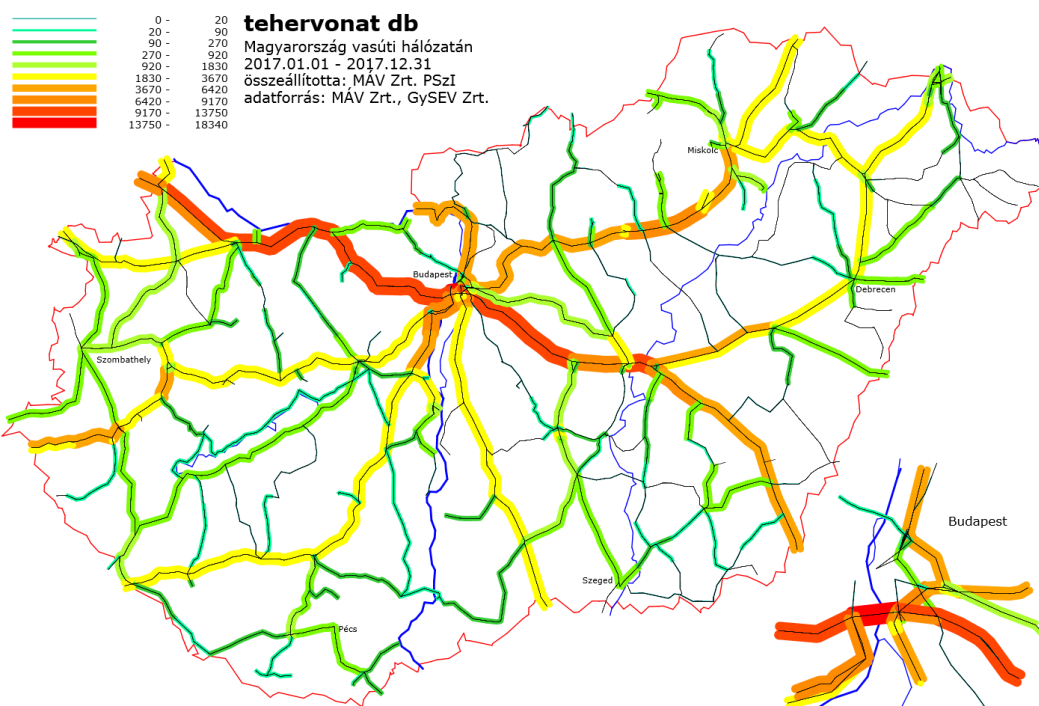 tehervonat db
Magyarország vasúti hálózatán
2017.01.01 - 2017.12.31
összeállította: MÁV Zrt. PSzI
adatforrás: MÁV Zrt., GySEV Zrt.
0 - 20
20 - 90
90 - 270
270 - 920
920 - 1830
1830 - 3670
3670 - 6420
6420 - 9170
9170 - 13750
13750 - 18340
Miskolc
Budapest
Debrecen
Szombathely
Budapest
Szeged
Pécs